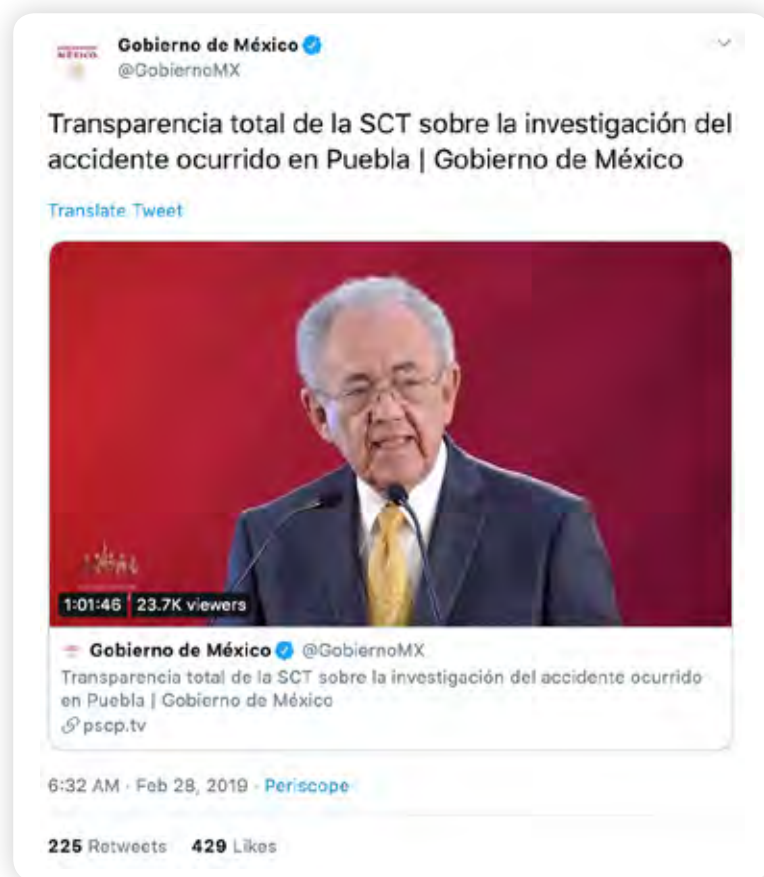 Gobierno de México
@GobiernoMX
MÉXICO
Transparencia total de la SCT sobre la investigación del
accidente ocurrido en Puebla | Gobierno de México
Translate Tweet
1:01:46 23.7K viewers
Gobierno de México @GobiernoMX
Transparencia total de la SCT sobre la investigación del accidente ocurrido
en Puebla | Gobierno de México
pscp.tv
6:32 AM · Feb 28, 2019 · Periscope
225 Retweets 429 Likes